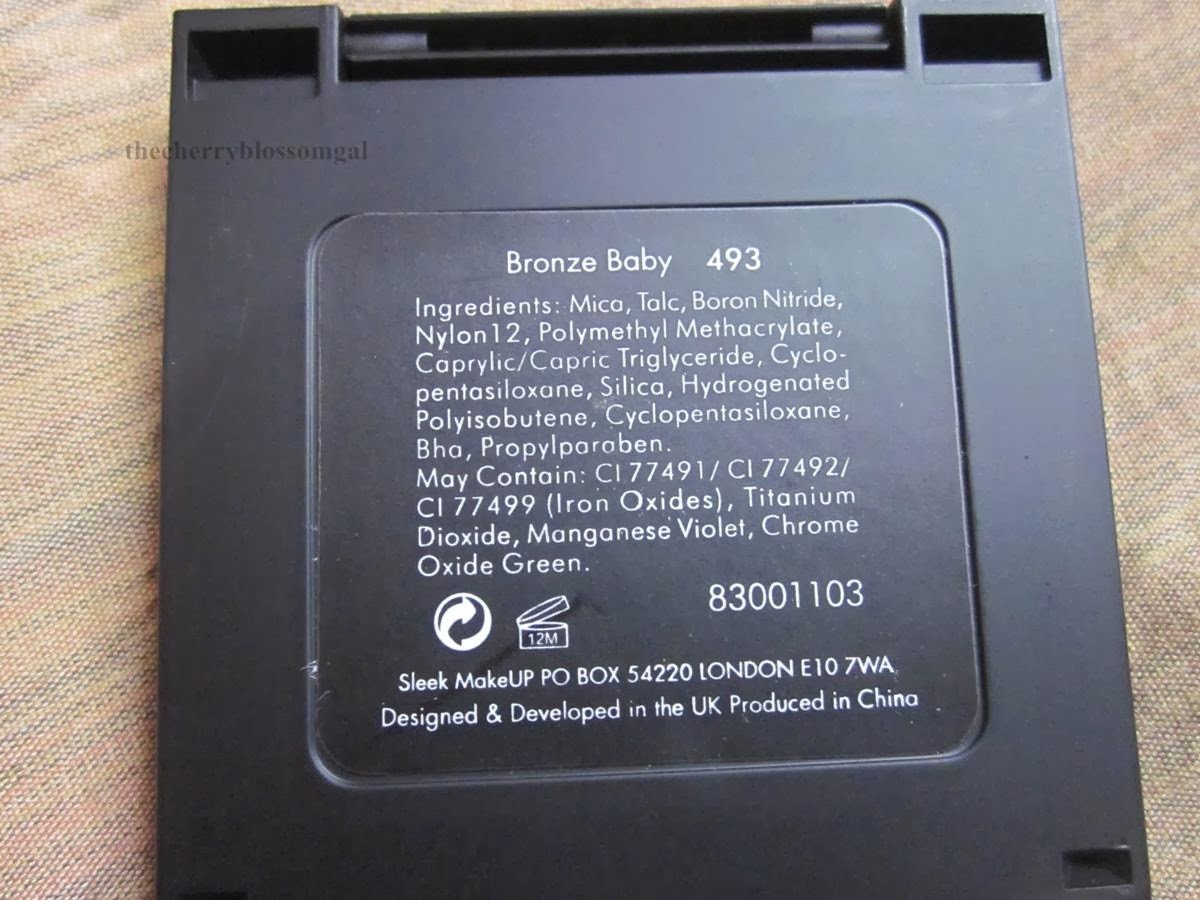 thecherryblossomgal
Bronze Baby 493
Ingredients: Mica, Talc, Boron Nitride,
Nylon12, Polymethyl Methacrylate,
Caprylic/Capric Triglyceride, Cyclo-
pentasiloxane, Silica, Hydrogenated
Polyisobutene, Cyclopentasiloxane,
Bha, Propylparaben.
May Contain: CI 77491/ CI 77492/
CI 77499 (Iron Oxides), Titanium
Dioxide, Manganese Violet, Chrome
Oxide Green.
83001103
12M
Sleek MakeUP PO BOX 54220 LONDON E10 7WA
Designed & Developed in the UK Produced in China